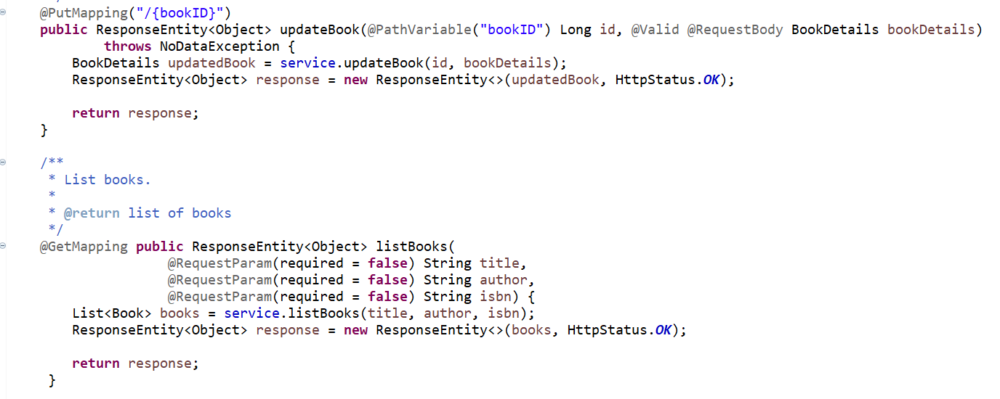 @PutMapping("/{bookID}")
public ResponseEntity<Object> updateBook(@PathVariable("bookID") Long id, @Valid @RequestBody BookDetails bookDetails)
        throws NoDataException {
    BookDetails updatedBook = service.updateBook(id, bookDetails);
    ResponseEntity<Object> response = new ResponseEntity<>(updatedBook, HttpStatus.OK);

    return response;
}

/**
 * List books.
 *
 * @return list of books
 */
@GetMapping public ResponseEntity<Object> listBooks(
                @RequestParam(required = false) String title,
                @RequestParam(required = false) String author,
                @RequestParam(required = false) String isbn) {
    List<Book> books = service.listBooks(title, author, isbn);
    ResponseEntity<Object> response = new ResponseEntity<>(books, HttpStatus.OK);

    return response;
 }